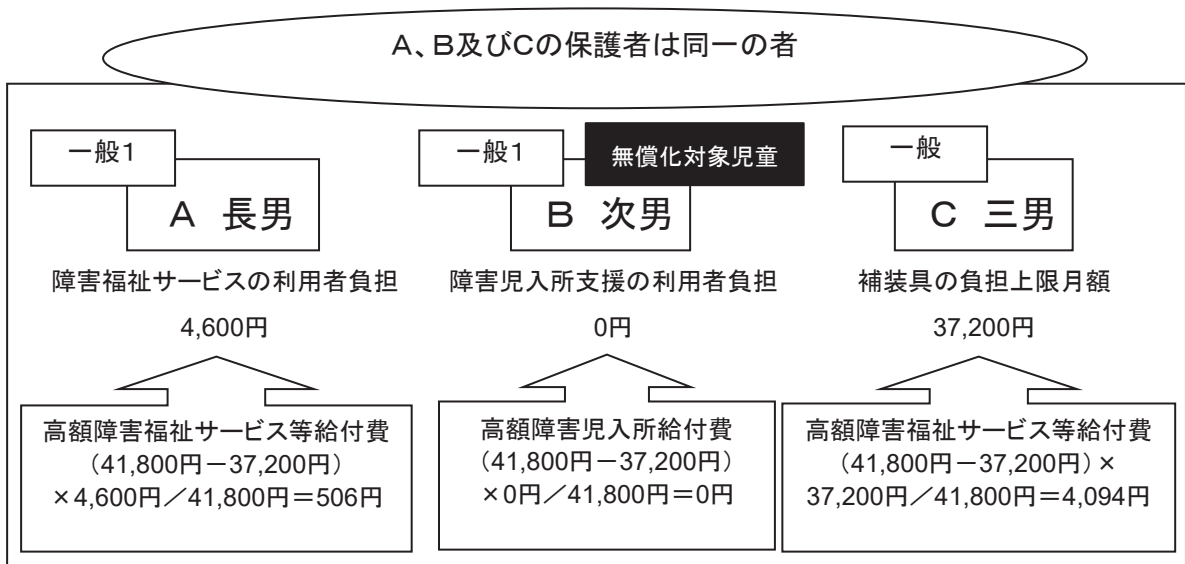 A、B及びCの保護者は同一の者
一般1
A 長男
障害福祉サービスの利用者負担
4,600円
高額障害福祉サービス等給付費
(41,800円－37,200円)
×4,600円／41,800円＝506円
一般1
無償化対象児童
B 次男
障害児入所支援の利用者負担
0円
高額障害児入所給付費
(41,800円－37,200円)
×0円／41,800円＝0円
一般
C 三男
補装具の負担上限月額
37,200円
高額障害福祉サービス等給付費
(41,800円－37,200円)×
37,200円／41,800円＝4,094円